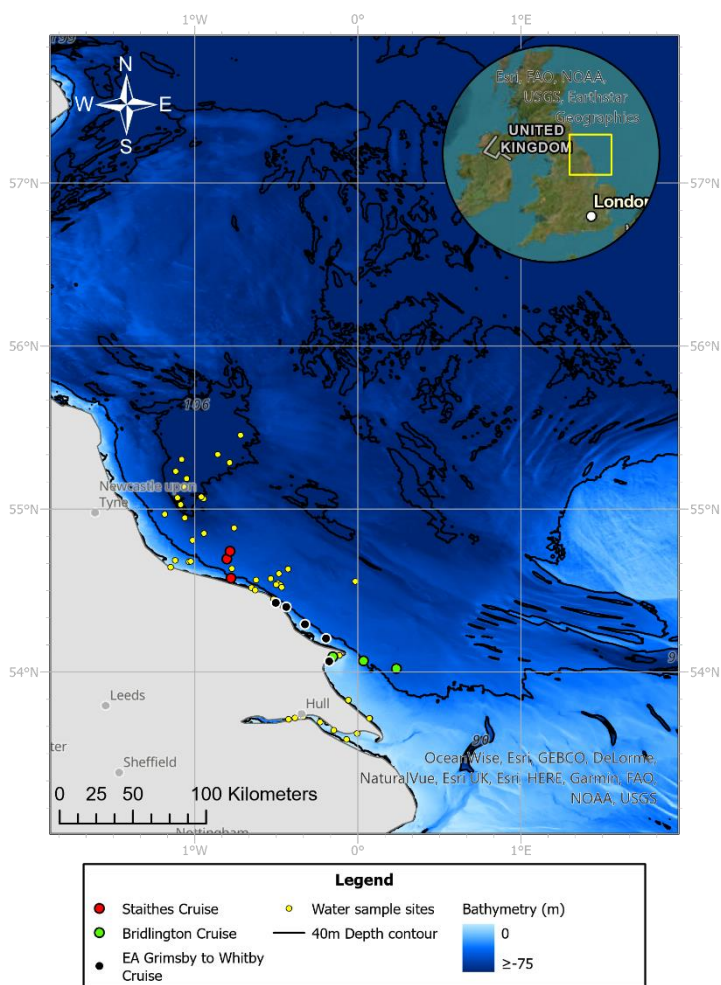 1°W
0°
1°E
N
W
E
S
Esri, FAO, NOAA,
USGS, Earthstar
Geographics
UNITED
KINGDOM
London
57°N
57°N
56°N
56°N
106
Newcastle upon
Tyne
55°N
55°N
54°N
54°N
Leeds
Hull
ter
Sheffield
90
OceanWise, Esri, GEBCO, DeLorme,
NaturalVue, Esri UK, Esri, HERE, Garmin, FAO,
NOAA, USGS
0 25 50 100 Kilometers
Nottingham
1°W
0°
1°E
Legend
Staithes Cruise
Water sample sites
Bathymetry (m)
Bridlington Cruise
40m Depth contour
0
EA Grimsby to Whitby
Cruise
≥-75